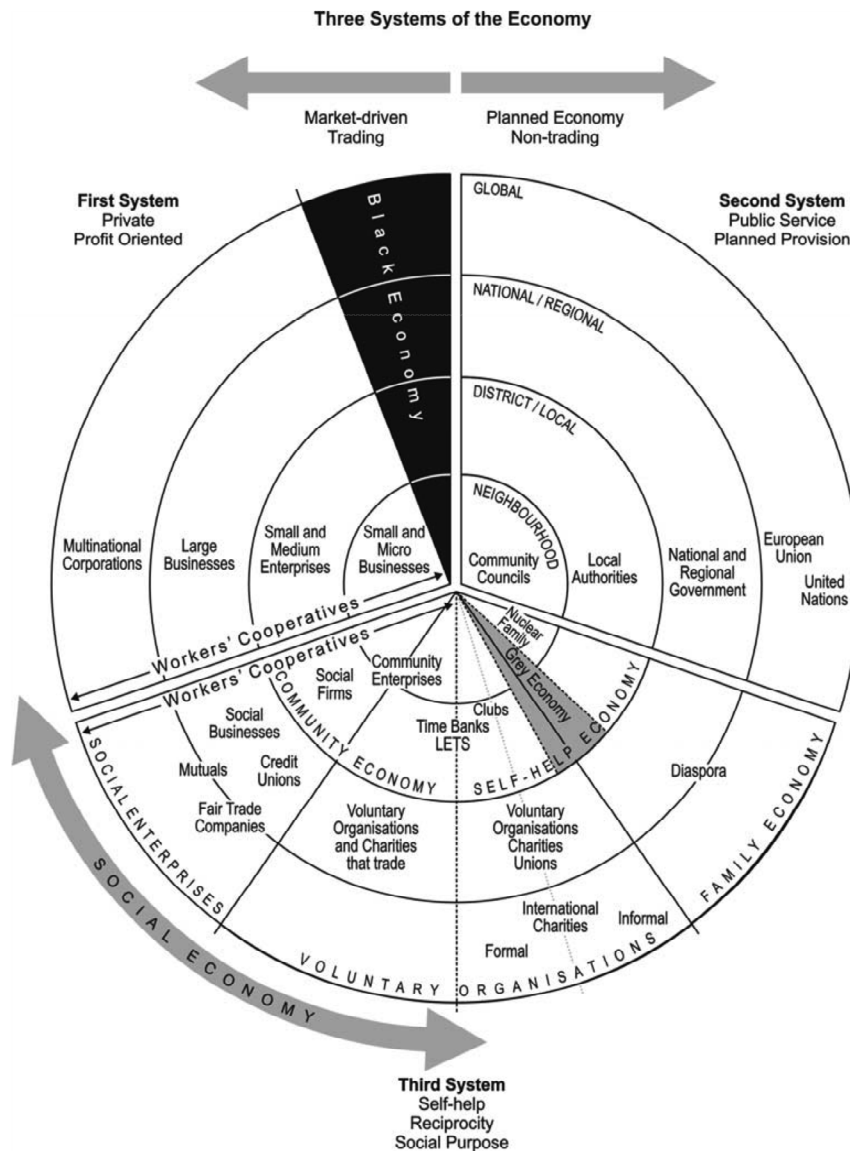 Three Systems of the Economy
Market-driven
Trading
Planned Economy
Non-trading
First System
Private
Profit Oriented
Second System
Public Service
Planned Provision
Black Economy
GLOBAL
NATIONAL / REGIONAL
DISTRICT / LOCAL
NEIGHBOURHOOD
Multinational
Corporations
Large
Businesses
Small and
Medium
Enterprises
Small and
Micro
Businesses
Community
Councils
Local
Authorities
National and
Regional
Government
European
Union
United
Nations
Workers' Cooperatives
Workers' Cooperatives
Nuclear
Family
Grey Economy
Social
Firms
Community
Enterprises
Clubs
Time Banks
LETS
COMMUNITY ECONOMY
SELF-HELP ECONOMY
Social
Businesses
Mutuals
Credit
Unions
Fair Trade
Companies
Voluntary
Organisations
and Charities
that trade
Voluntary
Organisations
Charities
Unions
Diaspora
International
Charities
Informal
Formal
SOCIAL ENTERPRISES
VOLUNTARY ORGANISATIONS
FAMILY ECONOMY
SOCIAL ECONOMY
Third System
Self-help
Reciprocity
Social Purpose